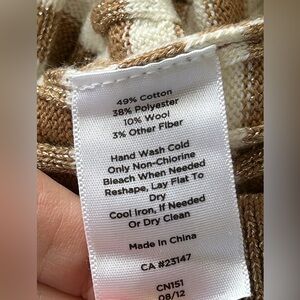 49% Cotton
38% Polyester
10% Wool
3% Other Fiber
Hand Wash Cold
Only Non-Chlorine
Bleach When Needed
Reshape, Lay Flat To
Dry
Cool Iron, If Needed
Or Dry Clean
Made In China
CA #23147
CN151
08/12